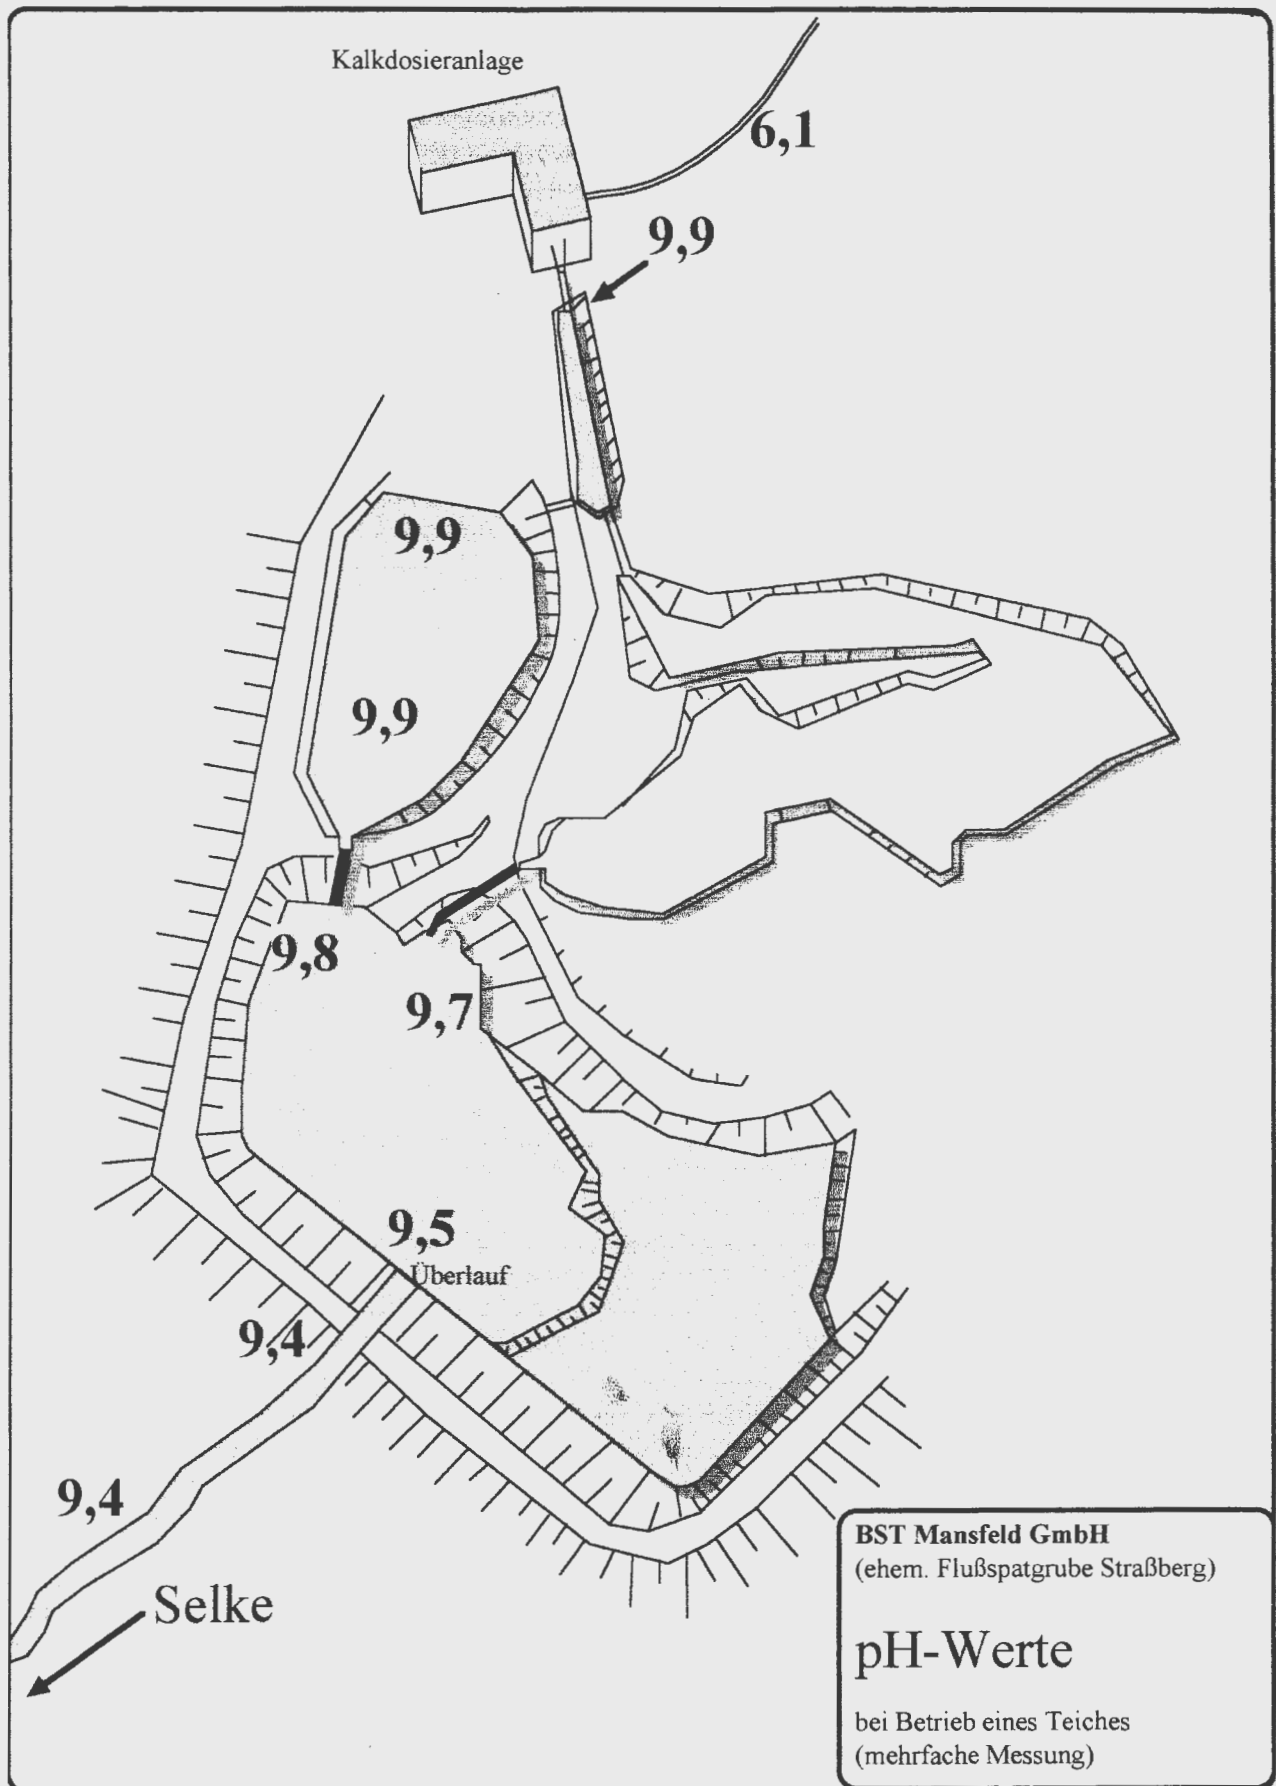 Kalkdosieranlage
6,1
9,9
9,9
9,9
9,8
9,7
9,5
Überlauf
9,4
9,4
Selke
BST Mansfeld GmbH
(ehem. Flußspatgrube Straßberg)
pH-Werte
bei Betrieb eines Teiches
(mehrfache Messung)